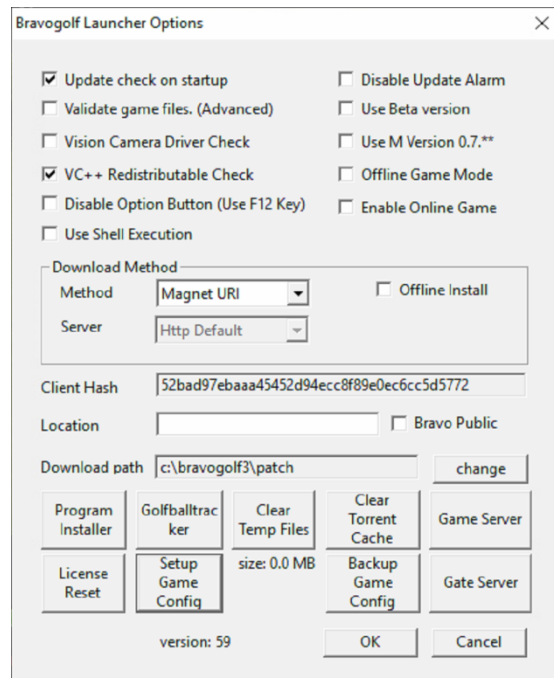 Bravogolf Launcher Options
Update check on startup
Disable Update Alarm
Validate game files. (Advanced)
Use Beta version
Vision Camera Driver Check
Use M Version 0.7.**
VC++ Redistributable Check
Offline Game Mode
Disable Option Button (Use F12 Key)
Enable Online Game
Use Shell Execution
Download Method
Method
Magnet URI
Offline Install
Server
Http Default
Client Hash
52bad97ebaaa45452d94ecc8f89e0ec6cc5d5772
Location
Bravo Public
Download path
c:\bravogolf3\patch
change
Program
Installer
Golfballtrac
ker
Clear
Temp Files
Clear
Torrent
Cache
Game Server
License
Reset
Setup
Game
Config
size: 0.0 MB
Backup
Game
Config
Gate Server
version: 59
OK
Cancel